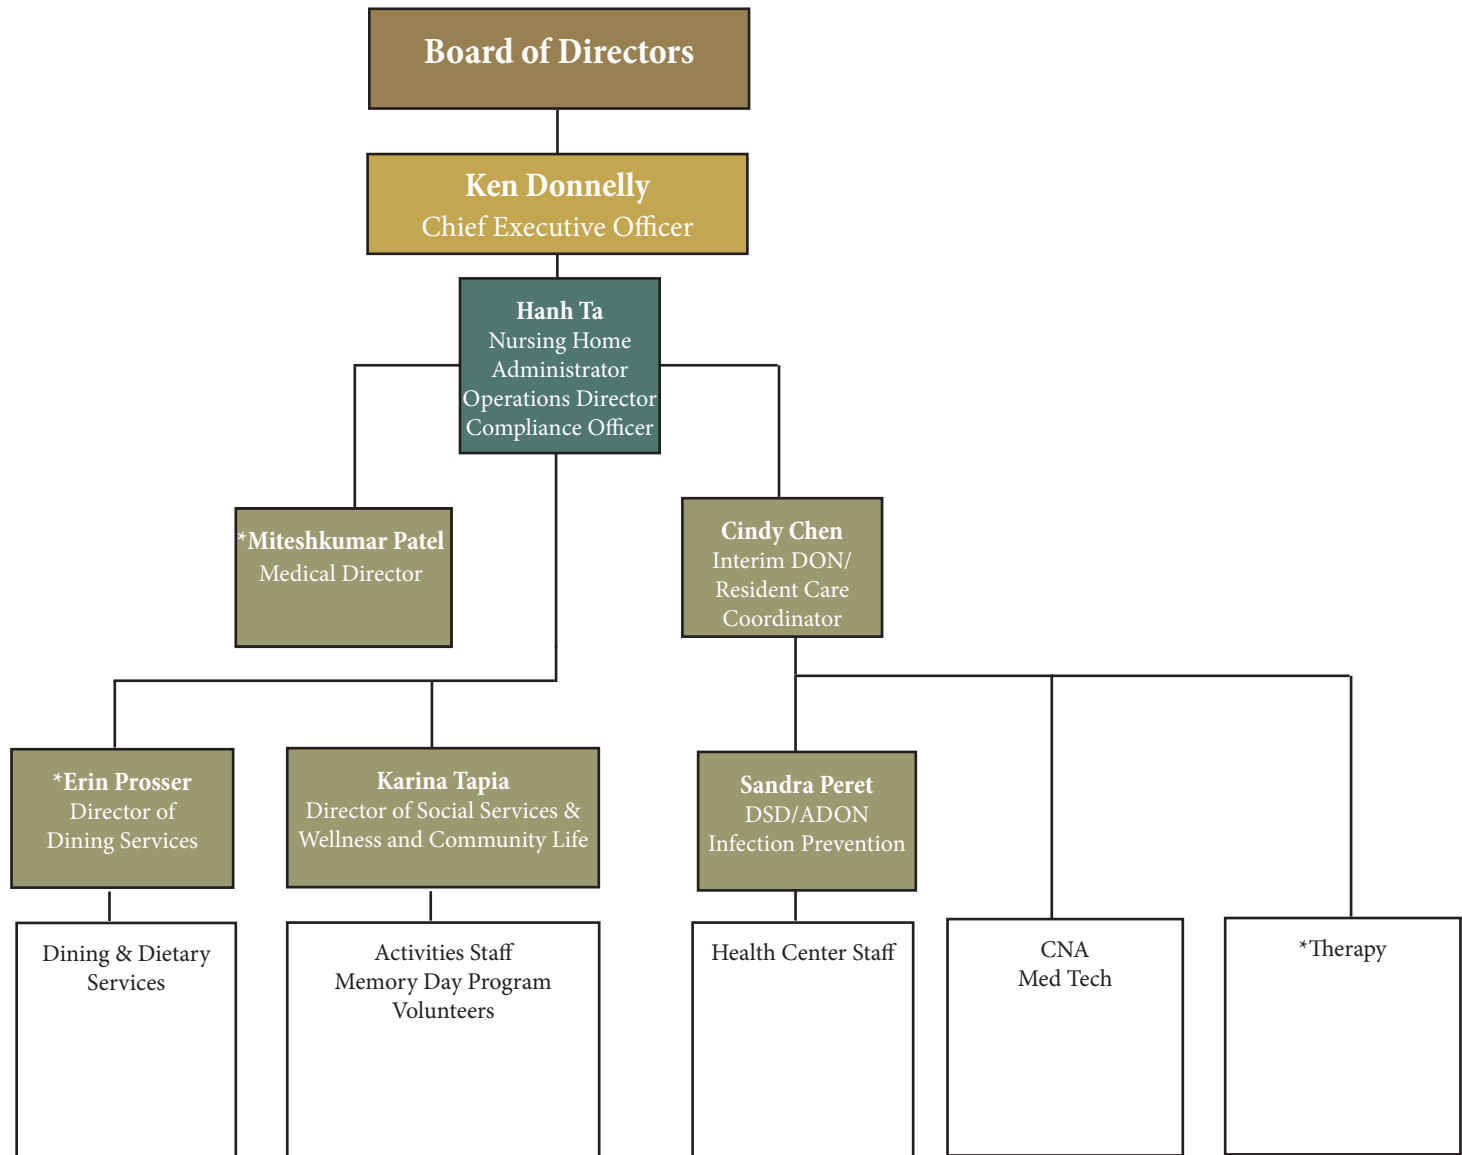 Board of Directors
Ken Donnelly
Chief Executive Officer
Hanh Ta
Nursing Home
Administrator
Operations Director
Compliance Officer
*Miteshkumar Patel
Medical Director
Cindy Chen
Interim DON/
Resident Care
Coordinator
*Erin Prosser
Director of
Dining Services
Karina Tapia
Director of Social Services &
Wellness and Community Life
Sandra Peret
DSD/ADON
Infection Prevention
Dining & Dietary
Services
Activities Staff
Memory Day Program
Volunteers
Health Center Staff
CNA
Med Tech
*Therapy